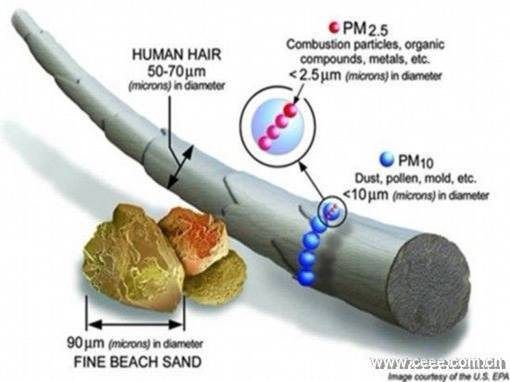 PM2.5
Combustion particles, organic
compounds, metals, etc.
<2.5µm (microns) in diameter
HUMAN HAIR
50-70µm
(microns) in diameter
PM10
Dust, pollen, mold, etc.
<10µm (microns) in diameter
90µm (microns) in diameter
FINE BEACH SAND
www.ceee.com.cn
Image courtesy of the U.S. EPA